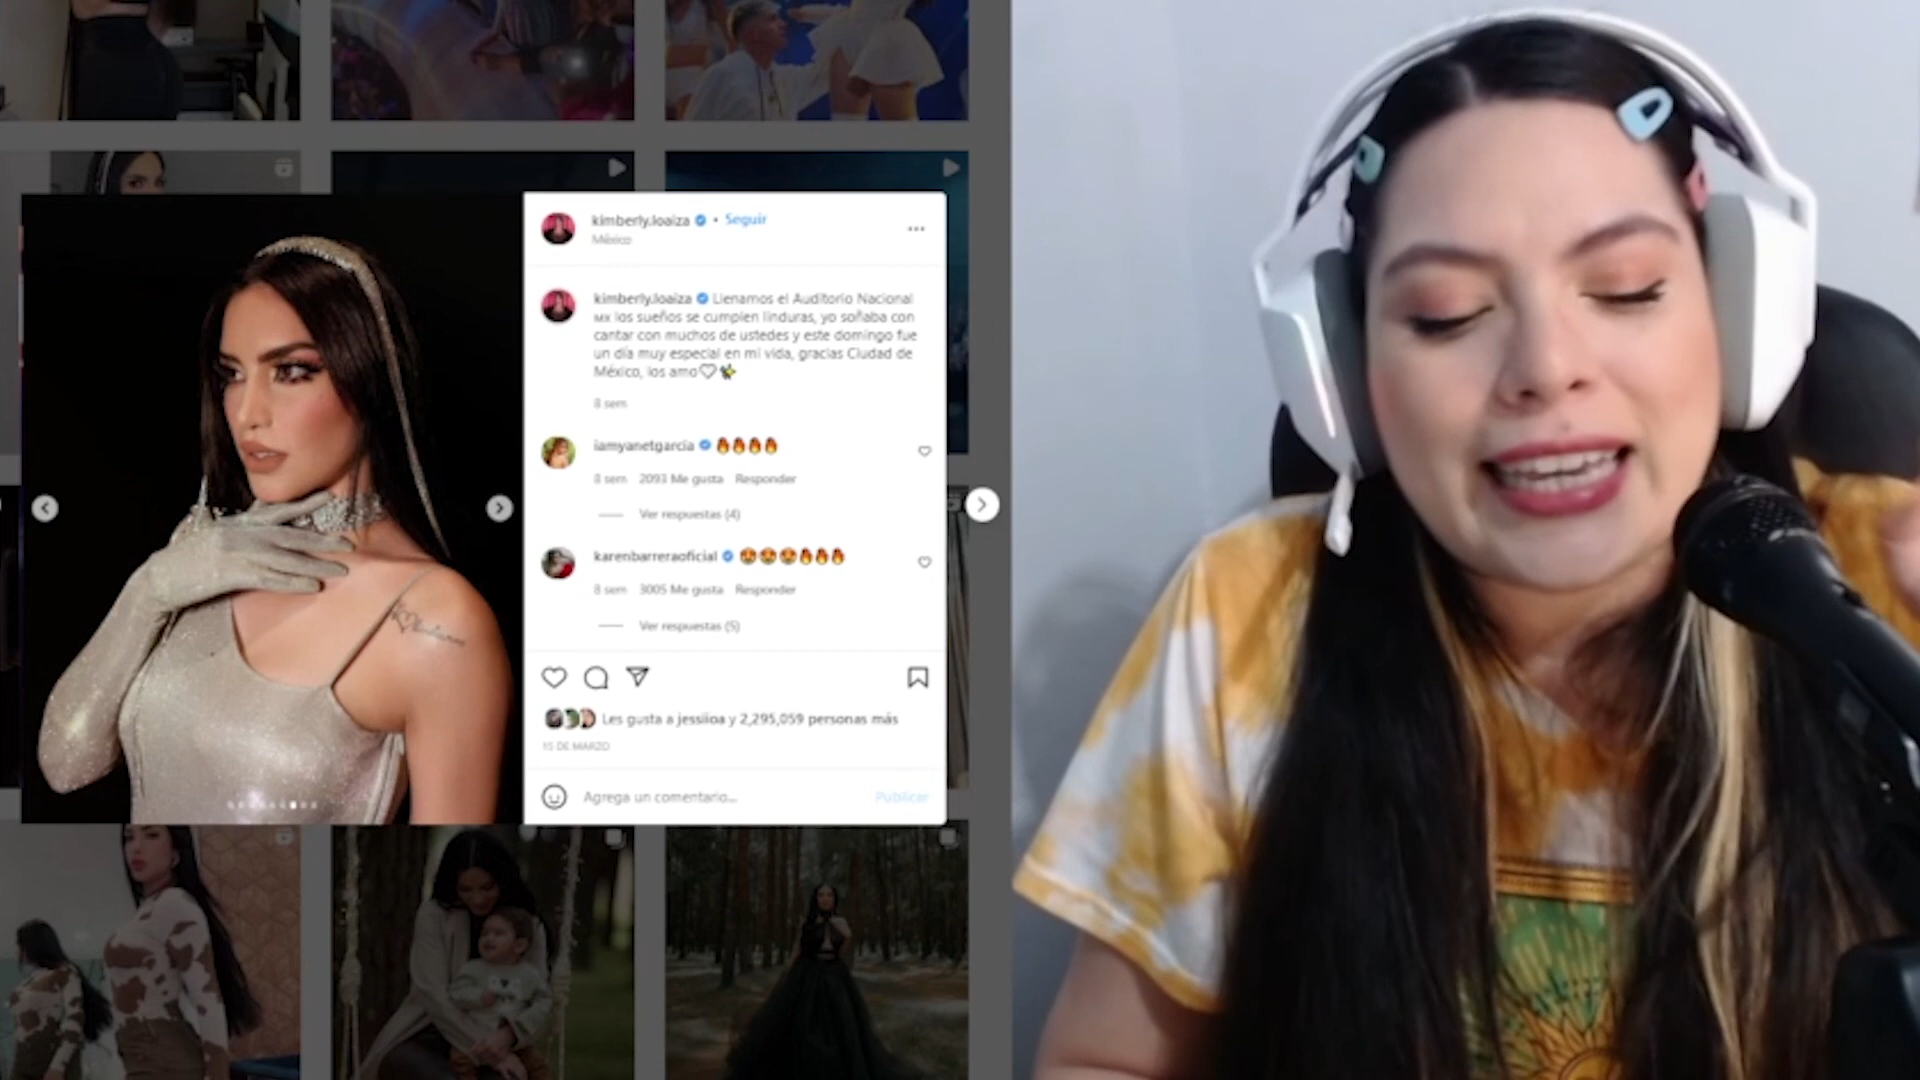 kimberly.loaiza • Seguir
México
kimberly.loaiza Llenamos el Auditorio Nacional
MX los sueños se cumplen linduras, yo soñaba con
cantar con muchos de ustedes y este domingo fue
un día muy especial en mi vida, gracias Ciudad de
México, los amo
8 sem
iamyanetgarcia
8 sem 2093 Me gusta Responder
Ver respuestas (4)
karenbarreraoficial
8 sem 3005 Me gusta Responder
Ver respuestas (5)
Les gusta a jessiioa y 2,295,059 personas más
15 DE MARZO
Agrega un comentario... Publicar